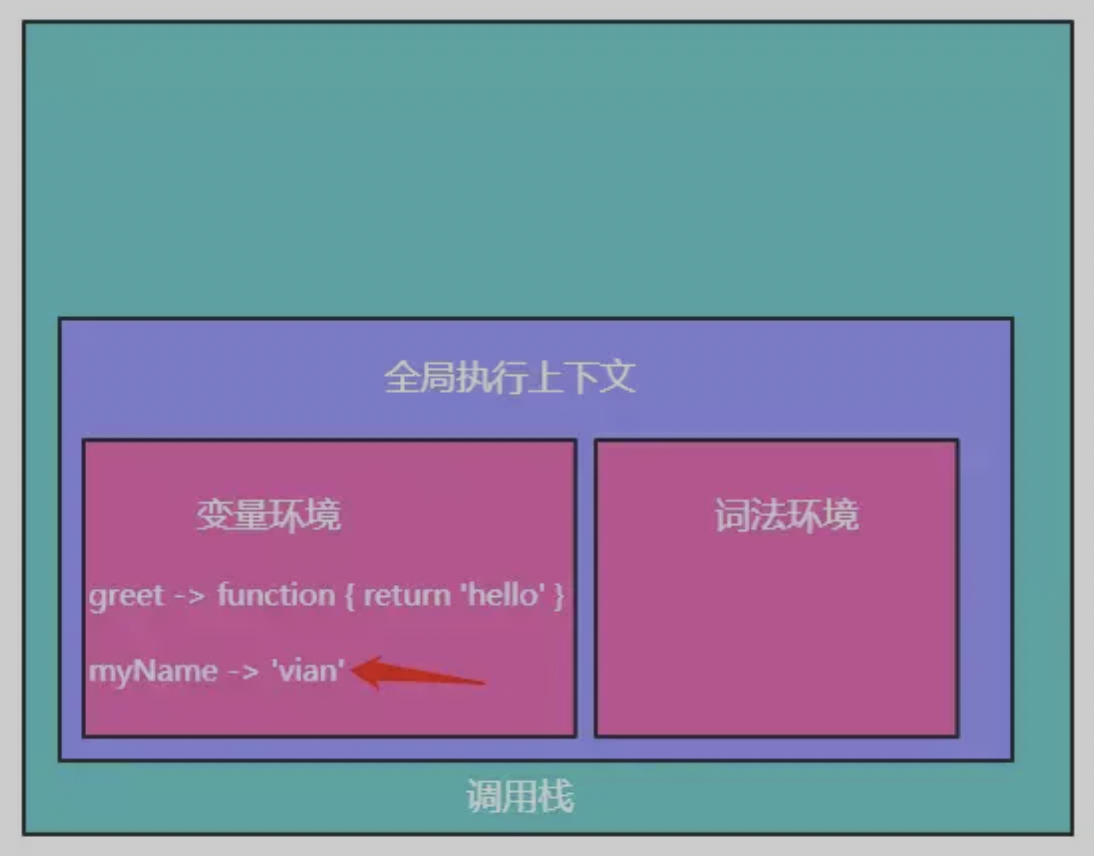 全局执行上下文
变量环境
词法环境
greet -> function { return 'hello' }
myName -> 'vian'
调用栈